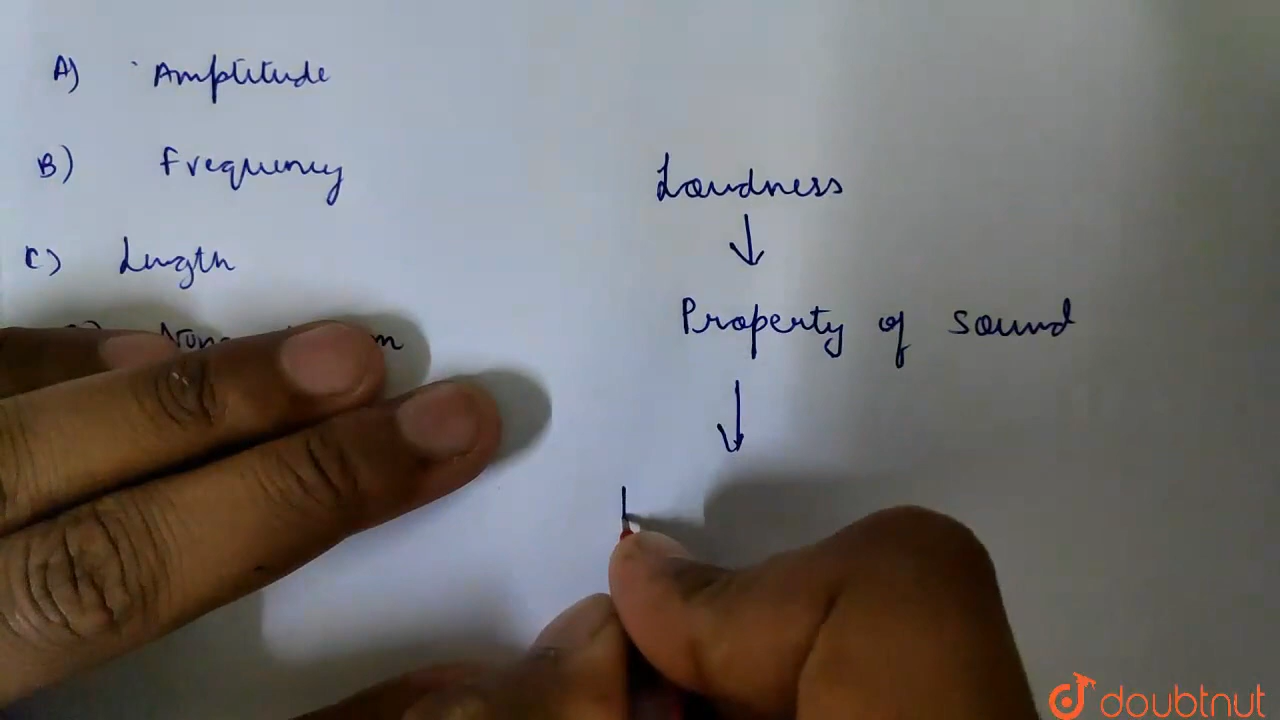 A) Amplitude
B) Frequency
C) Length
Loudness
↓
Property of sound
↓
doubtnut